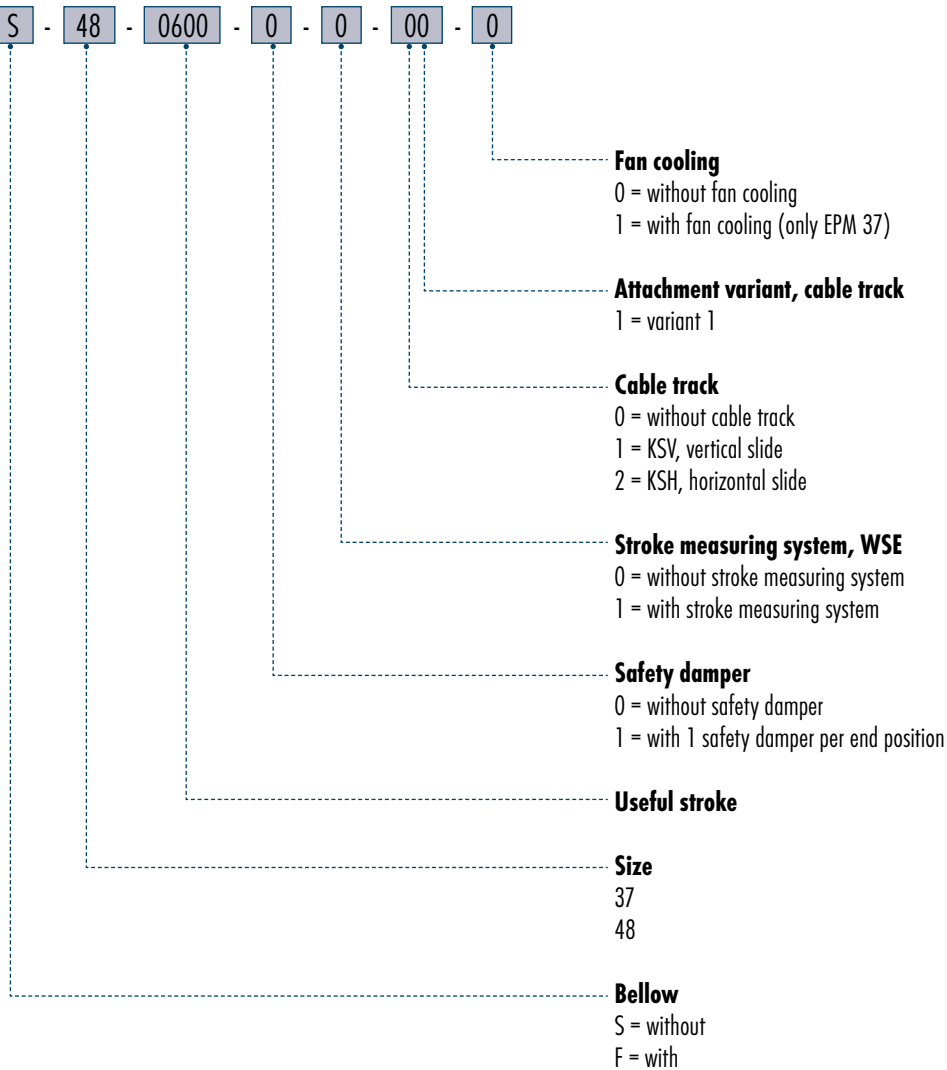 S - 48 - 0600 - 0 - 0 - 00 - 0
Fan cooling
0 = without fan cooling
1 = with fan cooling (only EPM 37)
Attachment variant, cable track
1 = variant 1
Cable track
0 = without cable track
1 = KSV, vertical slide
2 = KSH, horizontal slide
Stroke measuring system, WSE
0 = without stroke measuring system
1 = with stroke measuring system
Safety damper
0 = without safety damper
1 = with 1 safety damper per end position
Useful stroke
Size
37
48
Bellow
S = without
F = with